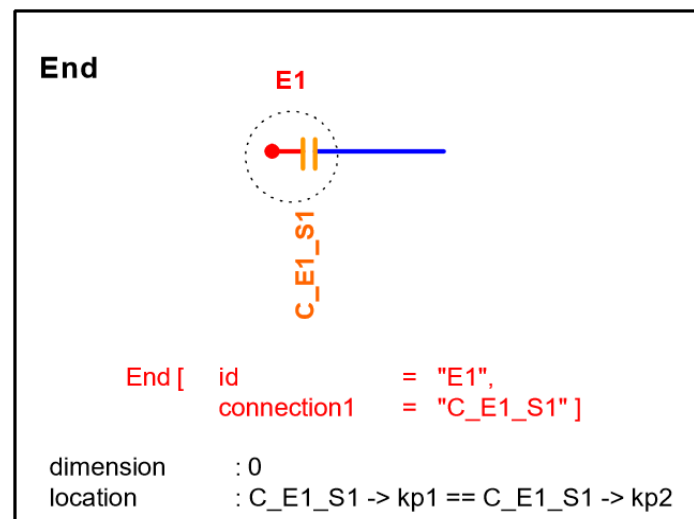 End
E1
C_E1_S1
End [ id = "E1",
connection1 = "C_E1_S1" ]
dimension : 0
location : C_E1_S1 -> kp1 == C_E1_S1 -> kp2